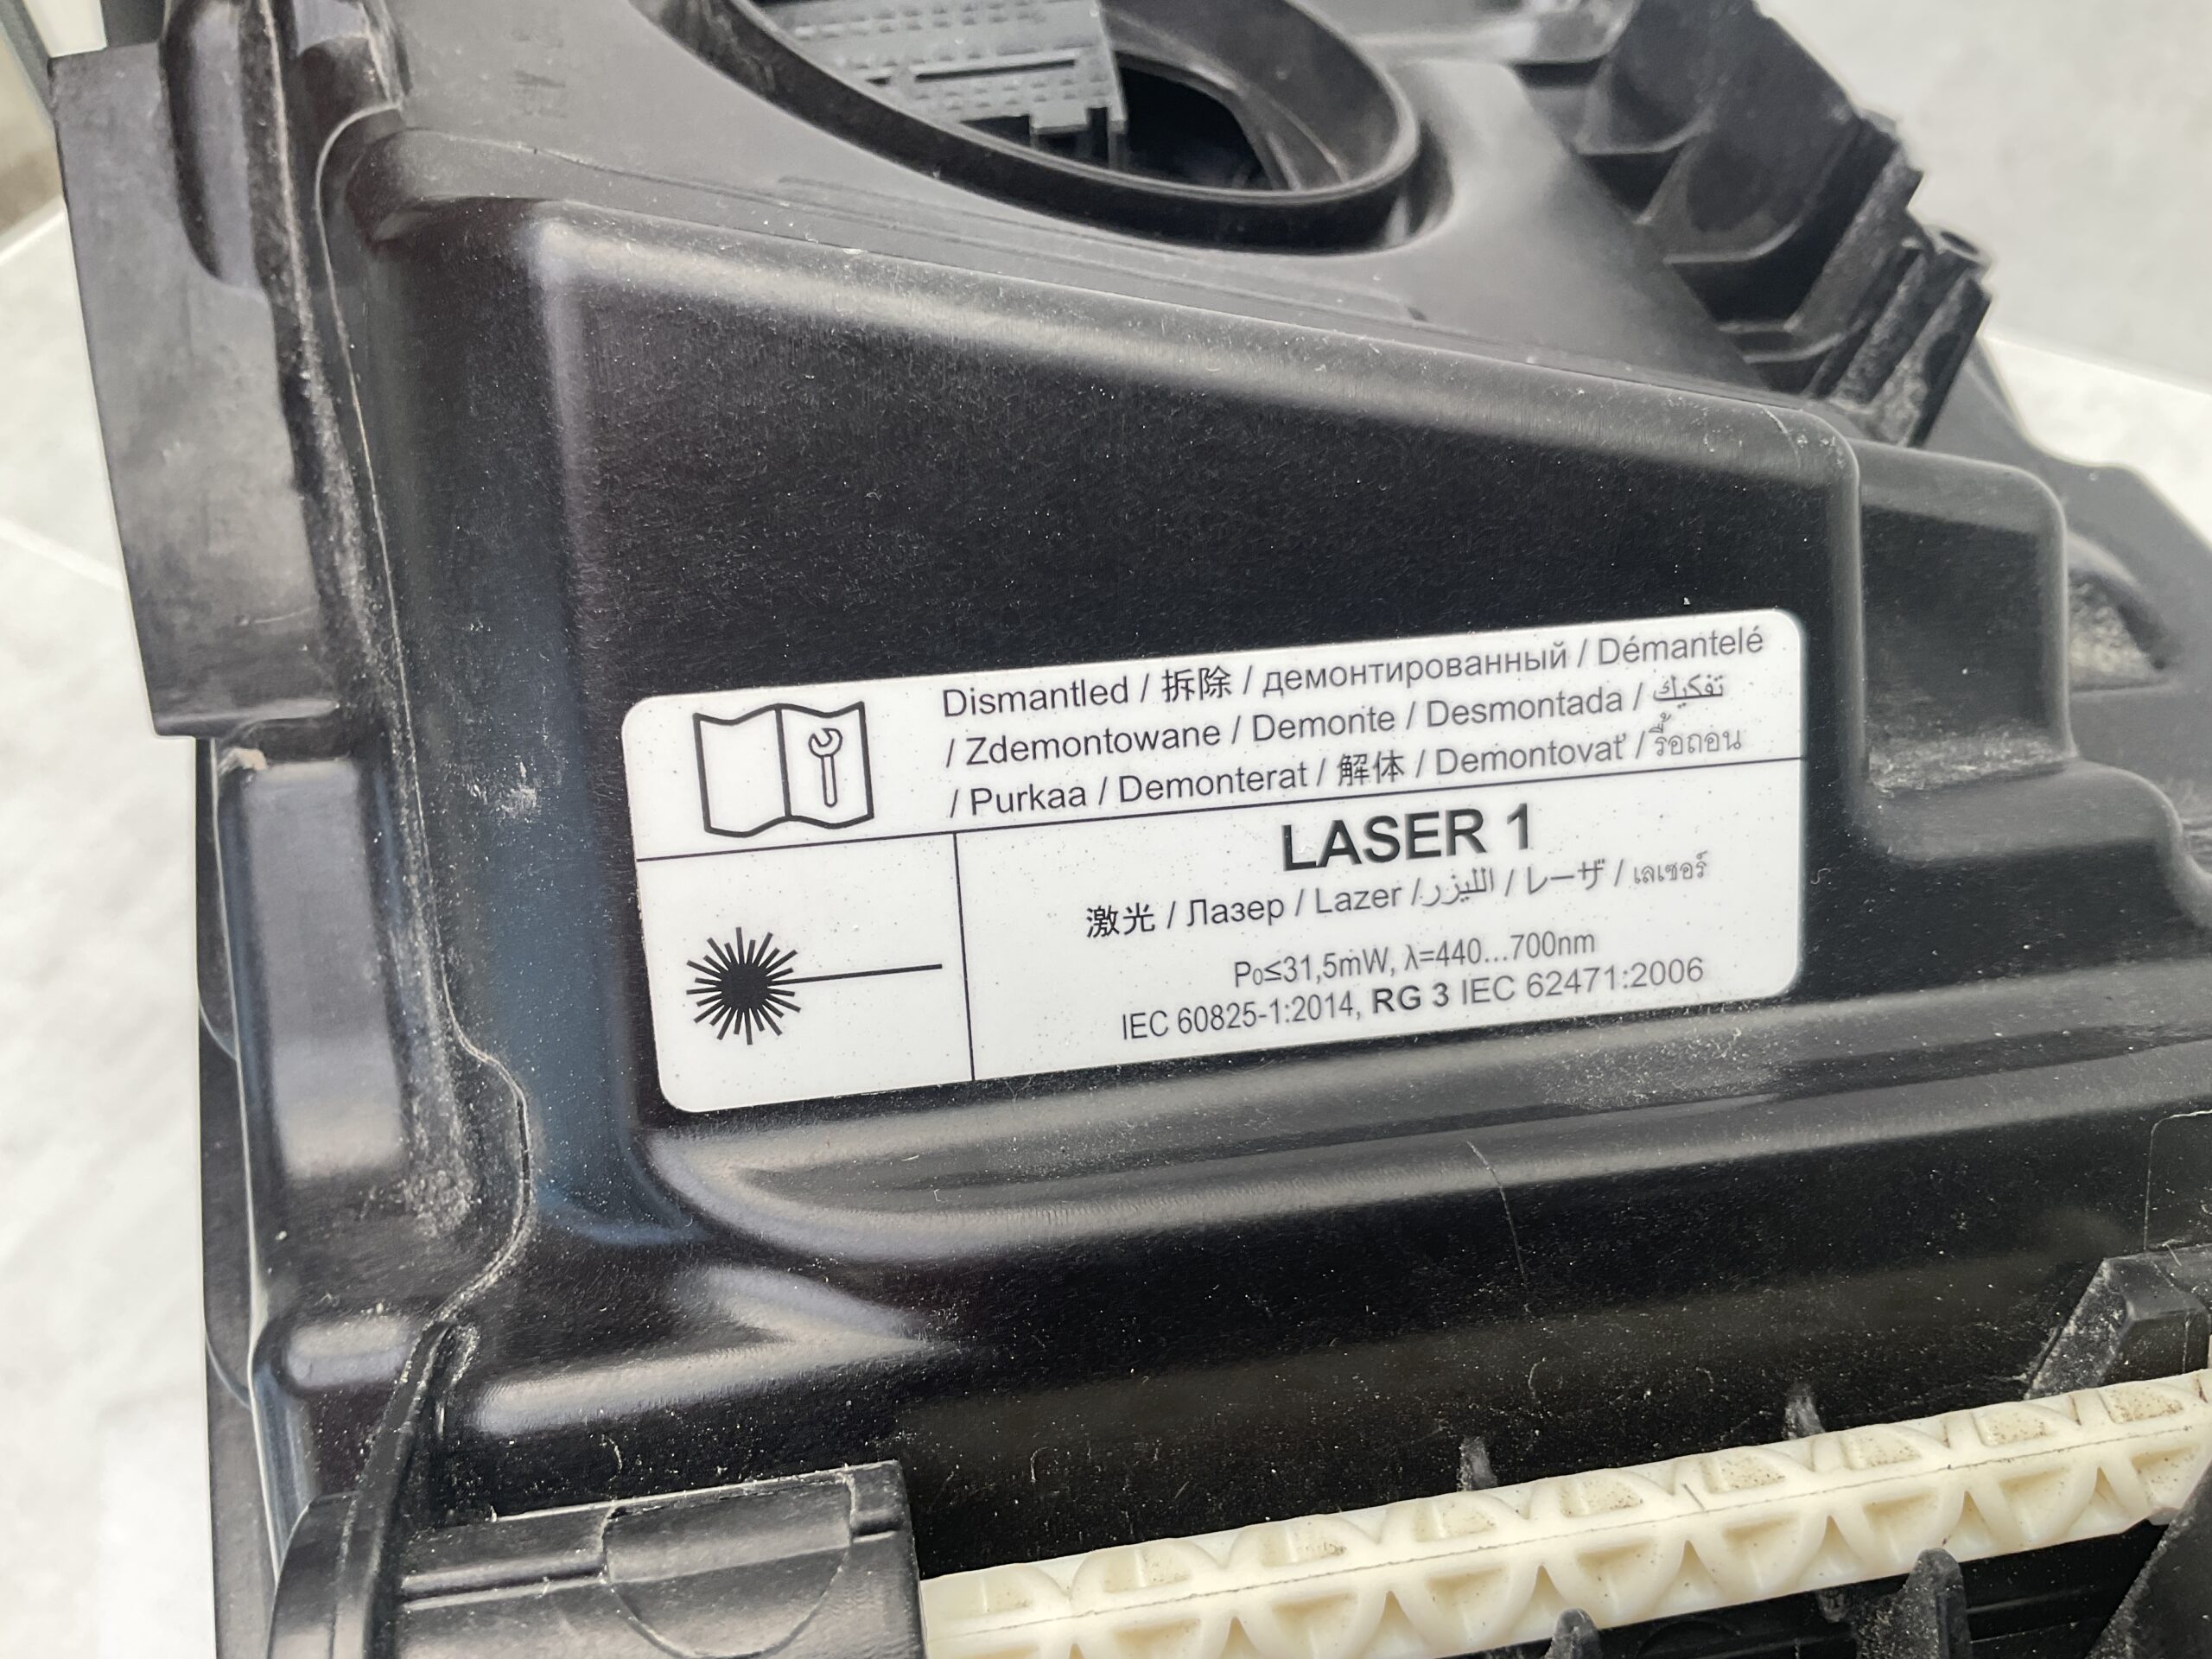 Dismantled / 拆除 / демонтированный / Démantelé
/ Zdemontowane / Demonte / Desmontada / تفكيك
/ Purkaa / Demonterat / 解体 / Demontovať / รื้อถอน
LASER 1
激光 / Лазер / Lazer / الليزر / レーザ / เลเซอร์
P₀≤31,5mW, λ=440...700nm
IEC 60825-1:2014, RG 3 IEC 62471:2006